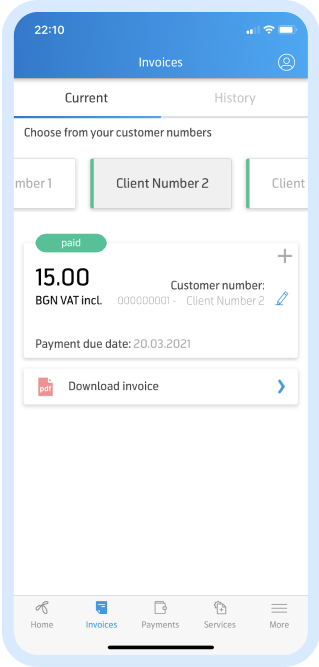 22:10
Invoices
Current
History
Choose from your customer numbers
mber 1
Client Number 2
Client
paid
15.00
Customer number:
BGN VAT incl.
000000001 - Client Number 2
Payment due date: 20.03.2021
pdf
Download invoice
Home
Invoices
Payments
Services
More